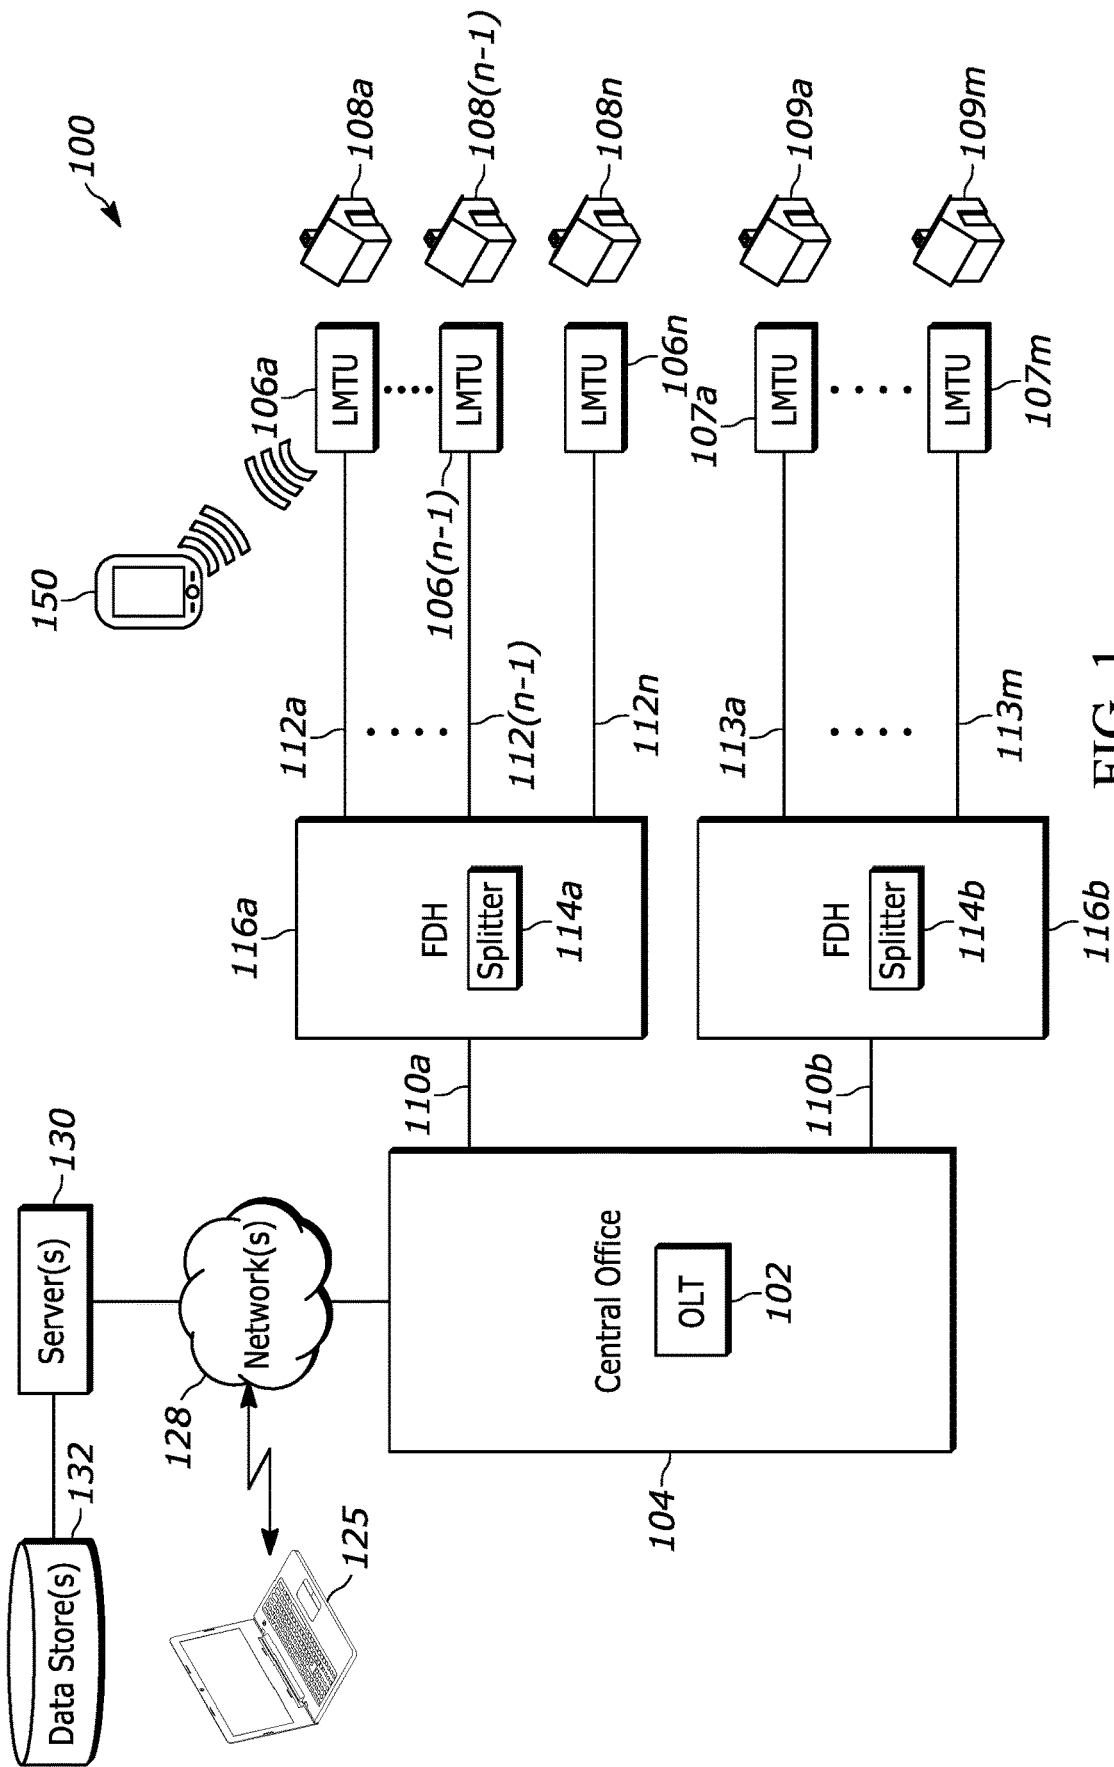 100
Data Store(s)
132
Server(s)
130
Network(s)
128
125
150
Central Office
OLT
102
104
110a
110b
116a
FDH
Splitter
114a
FDH
Splitter
114b
116b
112a
112(n-1)
112n
113a
113m
106a
LMTU
106(n-1)
LMTU
106n
LMTU
107a
LMTU
107m
LMTU
108a
108(n-1)
108n
109a
109m
FIG. 1